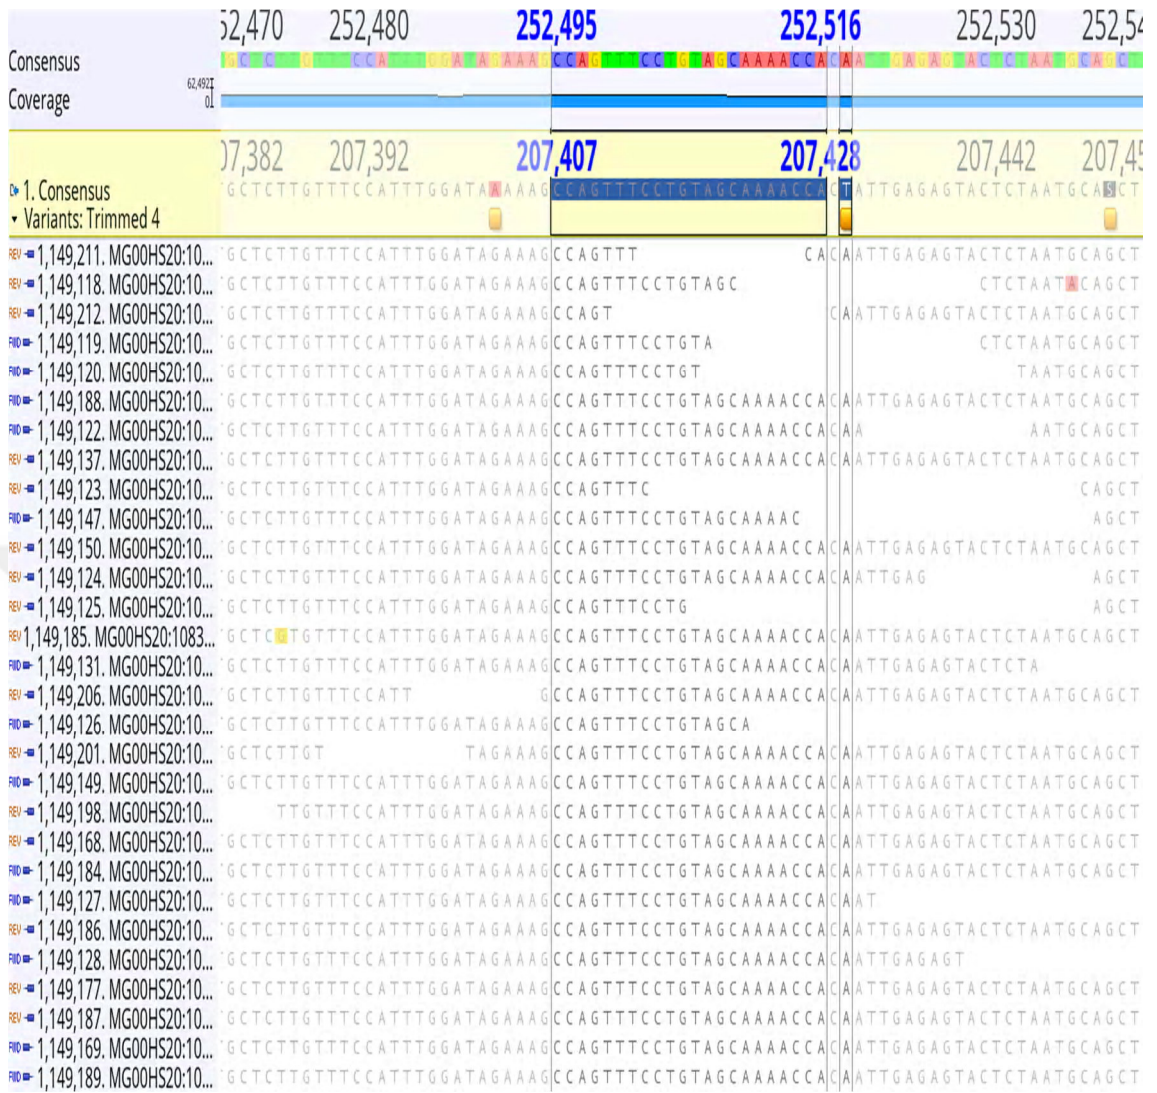 52,470 252,480 252,495 252,516 252,530 252,54
Consensus GCTCTTGTTTCCATTTGGATAGAAAGCCAGTTTCCTGTAGCAAAACCACAATTGAGAGTACTCTAATGCAGCT
62,492
Coverage 0
07,382 207,392 207,407 207,428 207,442 207,45
1. Consensus GCTCTTGTTTCCATTTGGATAAAAAGCCAGTTTCCTGTAGCAAAACCACTATTGAGAGTACTCTAATGCASCT
Variants: Trimmed 4
REV 1,149,211. MG00HS20:10... GCTCTTGTTTCCATTTGGATAGAAAGCCAGTTT CACAATTGAGAGTACTCTAATGCAGCT
REV 1,149,118. MG00HS20:10... GCTCTTGTTTCCATTTGGATAGAAAGCCAGTTTCCTGTAGC CTCTAATACAGCT
REV 1,149,212. MG00HS20:10... GCTCTTGTTTCCATTTGGATAGAAAGCCAGT CAATTGAGAGTACTCTAATGCAGCT
FWD 1,149,119. MG00HS20:10... GCTCTTGTTTCCATTTGGATAGAAAGCCAGTTTCCTGTA CTCTAATGCAGCT
FWD 1,149,120. MG00HS20:10... GCTCTTGTTTCCATTTGGATAGAAAGCCAGTTTCCTGT TAATGCAGCT
FWD 1,149,188. MG00HS20:10... GCTCTTGTTTCCATTTGGATAGAAAGCCAGTTTCCTGTAGCAAAACCACAATTGAGAGTACTCTAATGCAGCT
FWD 1,149,122. MG00HS20:10... GCTCTTGTTTCCATTTGGATAGAAAGCCAGTTTCCTGTAGCAAAACCACAA AATGCAGCT
REV 1,149,137. MG00HS20:10... GCTCTTGTTTCCATTTGGATAGAAAGCCAGTTTCCTGTAGCAAAACCACAATTGAGAGTACTCTAATGCAGCT
REV 1,149,123. MG00HS20:10... GCTCTTGTTTCCATTTGGATAGAAAGCCAGTTTC CAGCT
FWD 1,149,147. MG00HS20:10... GCTCTTGTTTCCATTTGGATAGAAAGCCAGTTTCCTGTAGCAAAAC AGCT
REV 1,149,150. MG00HS20:10... GCTCTTGTTTCCATTTGGATAGAAAGCCAGTTTCCTGTAGCAAAACCACAATTGAGAGTACTCTAATGCAGCT
REV 1,149,124. MG00HS20:10... GCTCTTGTTTCCATTTGGATAGAAAGCCAGTTTCCTGTAGCAAAACCACAATTGAG AGCT
REV 1,149,125. MG00HS20:10... GCTCTTGTTTCCATTTGGATAGAAAGCCAGTTTCCTG AGCT
REV 1,149,185. MG00HS20:1083... GCTCGTGTTTCCATTTGGATAGAAAGCCAGTTTCCTGTAGCAAAACCACAATTGAGAGTACTCTAATGCAGCT
FWD 1,149,131. MG00HS20:10... GCTCTTGTTTCCATTTGGATAGAAAGCCAGTTTCCTGTAGCAAAACCACAATTGAGAGTACTCTA
REV 1,149,206. MG00HS20:10... GCTCTTGTTTCCATT GCCAGTTTCCTGTAGCAAAACCACAATTGAGAGTACTCTAATGCAGCT
FWD 1,149,126. MG00HS20:10... GCTCTTGTTTCCATTTGGATAGAAAGCCAGTTTCCTGTAGCA
REV 1,149,201. MG00HS20:10... GCTCTTGT TAGAAAGCCAGTTTCCTGTAGCAAAACCACAATTGAGAGTACTCTAATGCAGCT
FWD 1,149,149. MG00HS20:10... GCTCTTGTTTCCATTTGGATAGAAAGCCAGTTTCCTGTAGCAAAACCACAATTGAGAGTACTCTAATGCAGCT
REV 1,149,198. MG00HS20:10... TTGTTTCCATTTGGATAGAAAGCCAGTTTCCTGTAGCAAAACCACAATTGAGAGTACTCTAATGCAGCT
REV 1,149,168. MG00HS20:10... GCTCTTGTTTCCATTTGGATAGAAAGCCAGTTTCCTGTAGCAAAACCACAATTGAGAGTACTCTAATGCAGCT
FWD 1,149,184. MG00HS20:10... GCTCTTGTTTCCATTTGGATAGAAAGCCAGTTTCCTGTAGCAAAACCACAATTGAGAGTACTCTAATGCAGCT
FWD 1,149,127. MG00HS20:10... GCTCTTGTTTCCATTTGGATAGAAAGCCAGTTTCCTGTAGCAAAACCACAAT
REV 1,149,186. MG00HS20:10... GCTCTTGTTTCCATTTGGATAGAAAGCCAGTTTCCTGTAGCAAAACCACAATTGAGAGTACTCTAATGCAGCT
FWD 1,149,128. MG00HS20:10... GCTCTTGTTTCCATTTGGATAGAAAGCCAGTTTCCTGTAGCAAAACCACAATTGAGAGT
REV 1,149,177. MG00HS20:10... GCTCTTGTTTCCATTTGGATAGAAAGCCAGTTTCCTGTAGCAAAACCACAATTGAGAGTACTCTAATGCAGCT
REV 1,149,187. MG00HS20:10... GCTCTTGTTTCCATTTGGATAGAAAGCCAGTTTCCTGTAGCAAAACCACAATTGAGAGTACTCTAATGCAGCT
FWD 1,149,169. MG00HS20:10... GCTCTTGTTTCCATTTGGATAGAAAGCCAGTTTCCTGTAGCAAAACCACAATTGAGAGTACTCTAATGCAGCT
FWD 1,149,189. MG00HS20:10... GCTCTTGTTTCCATTTGGATAGAAAGCCAGTTTCCTGTAGCAAAACCACAATTGAGAGTACTCTAATGCAGCT